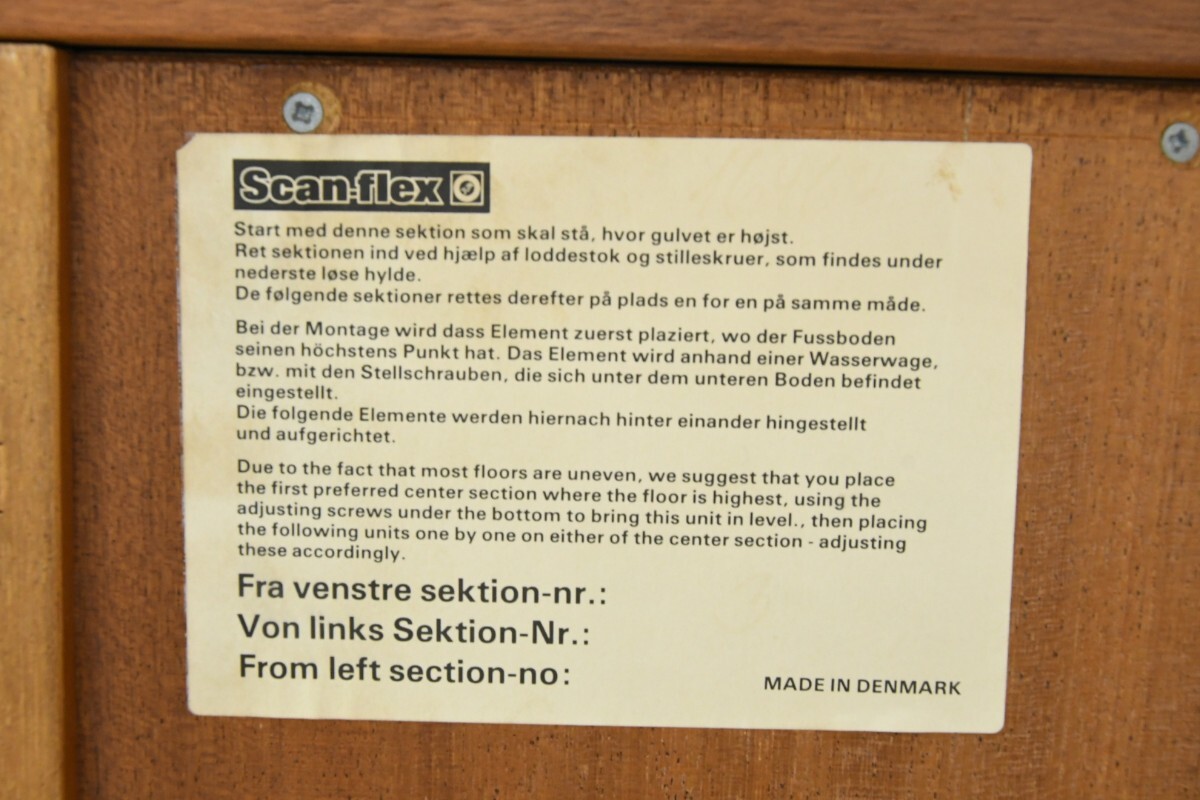 Scan-flex
Start med denne sektion som skal stå, hvor gulvet er højst.
Ret sektionen ind ved hjælp af loddestok og stilleskruer, som findes under
nederste løse hylde.
De følgende sektioner rettes derefter på plads en for en på samme måde.
Bei der Montage wird dass Element zuerst plaziert, wo der Fussboden
seinen höchstens Punkt hat. Das Element wird anhand einer Wasserwage,
bzw. mit den Stellschrauben, die sich unter dem unteren Boden befindet
eingestellt.
Die folgende Elemente werden hiernach hinter einander hingestellt
und aufgerichtet.
Due to the fact that most floors are uneven, we suggest that you place
the first preferred center section where the floor is highest, using the
adjusting screws under the bottom to bring this unit in level., then placing
the following units one by one on either of the center section - adjusting
these accordingly.
Fra venstre sektion-nr.:
Von links Sektion-Nr.:
From left section-no:
MADE IN DENMARK